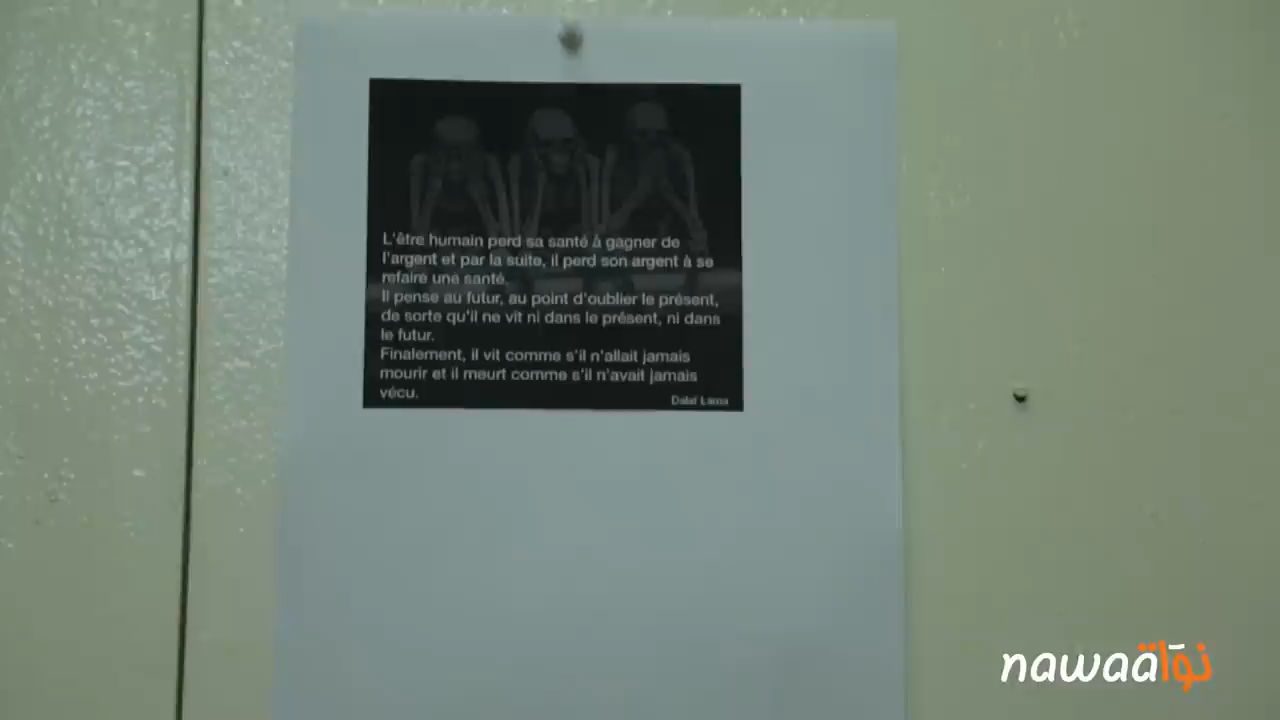 L'être humain perd sa santé à gagner de
l'argent et par la suite, il perd son argent à se
refaire une santé.
Il pense au futur, au point d'oublier le présent,
de sorte qu'il ne vit ni dans le présent, ni dans
le futur.
Finalement, il vit comme s'il n'allait jamais
mourir et il meurt comme s'il n'avait jamais
vécu.
Dalaï Lama
nawaa نواة